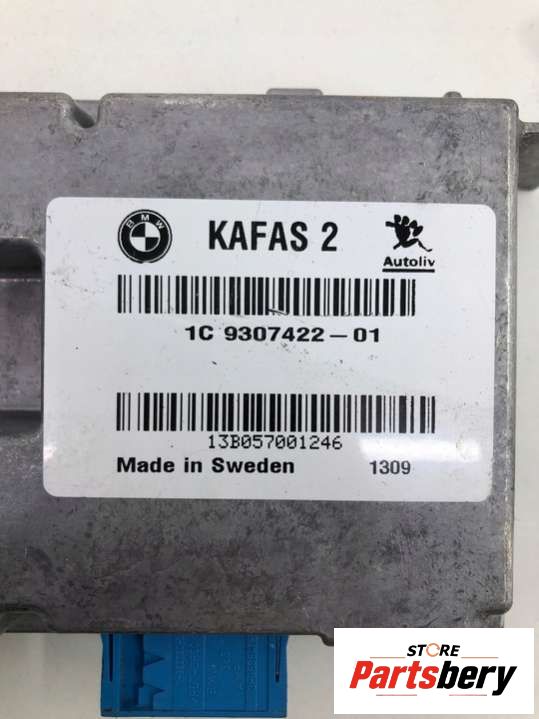 BMW
KAFAS 2
Autoliv
1C 9307422-01
13B057001246
Made in Sweden
1309
STORE
Partsbery